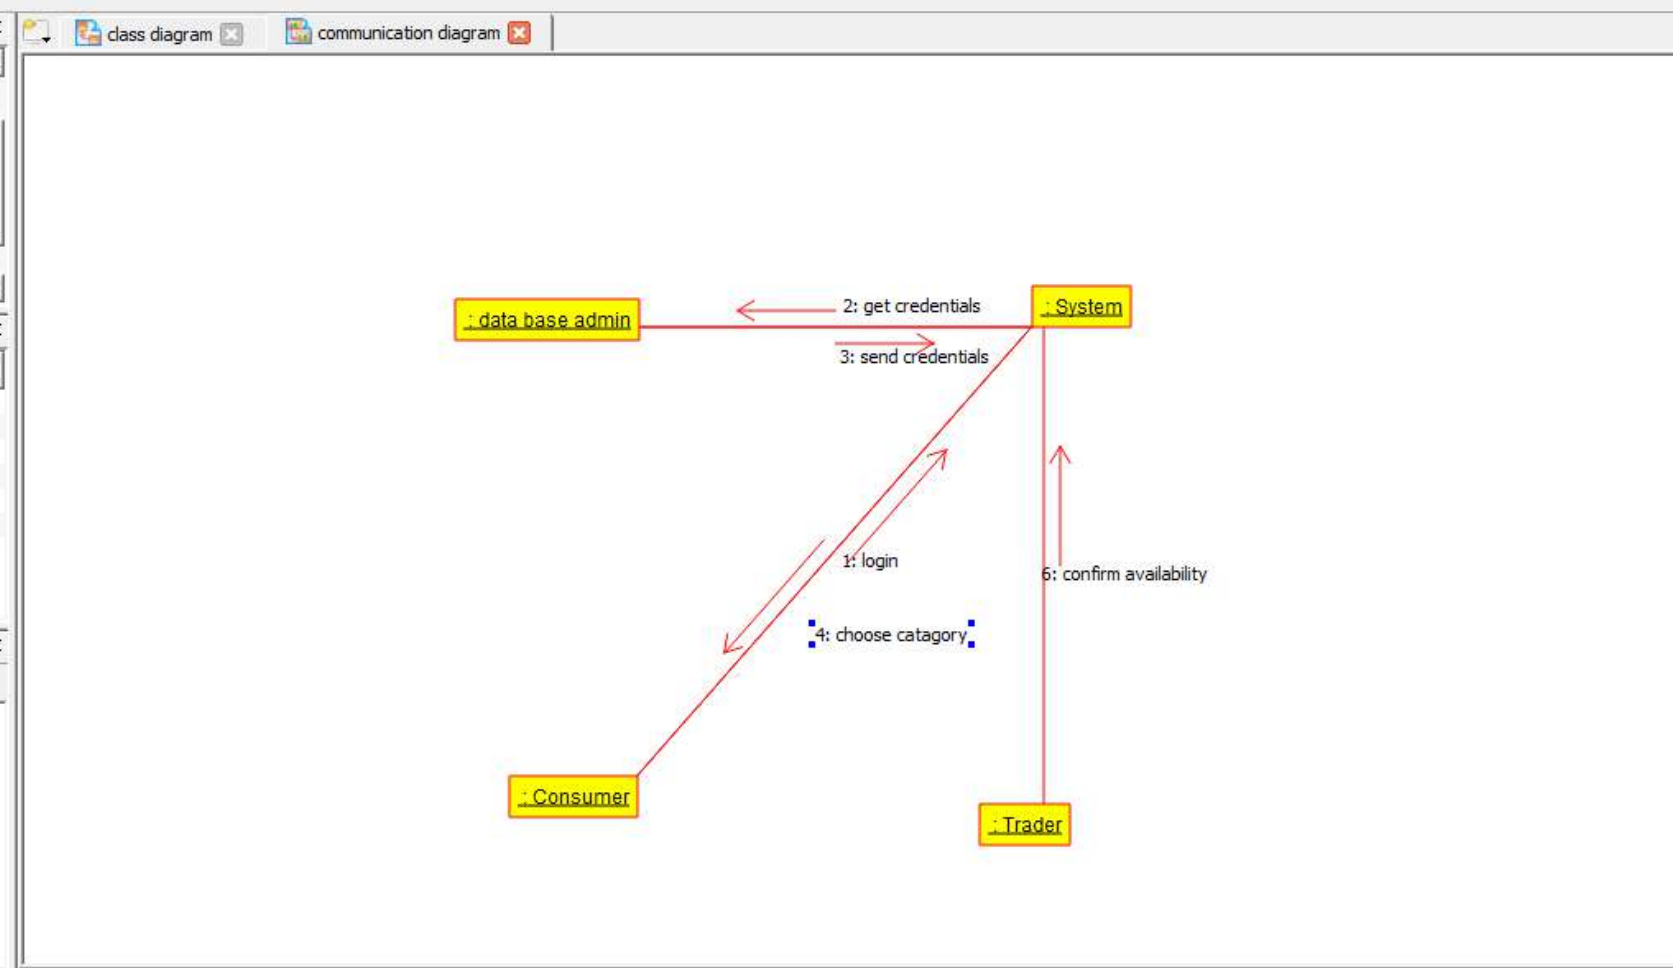 class diagram
communication diagram
2: get credentials
: System
: data base admin
3: send credentials
1: login
6: confirm availability
4: choose catagory
: Consumer
: Trader